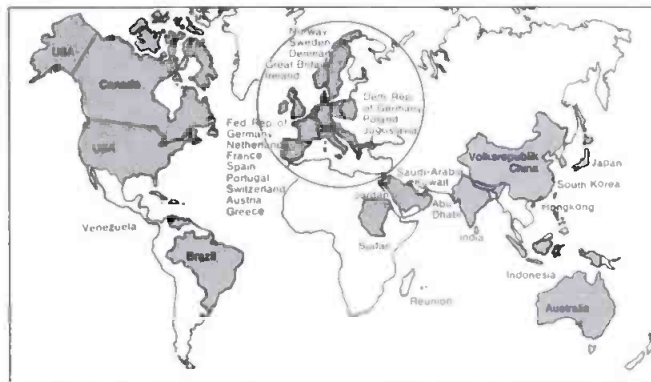 USA
Canada
USA
Venezuela
Brazil
Norway
Sweden
Denmark
Great Britain
Ireland
Fed. Rep. of
Germany
Netherlands
France
Spain
Portugal
Switzerland
Austria
Greece
Dem. Rep.
of Germany
Poland
Jugoslavia
Saudi-Arabia
Kuwait
Jordan
Abu
Dhabi
Sudan
Réunion
India
Volksrepublik
China
Japan
South Korea
Hongkong
Indonesia
Australia